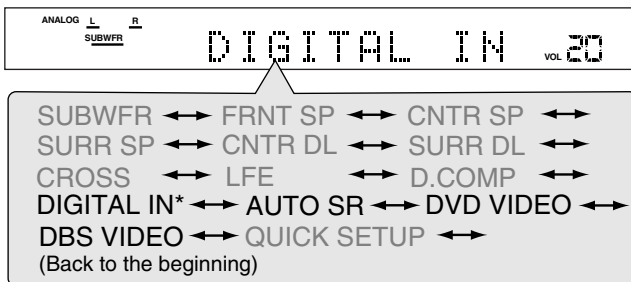 ANALOG L R
SUBWFR
DIGITAL IN VOL 20
SUBWFR FRNT SP CNTR SP
SURR SP CNTR DL SURR DL
CROSS LFE D.COMP
DIGITAL IN* AUTO SR DVD VIDEO
DBS VIDEO QUICK SETUP
(Back to the beginning)